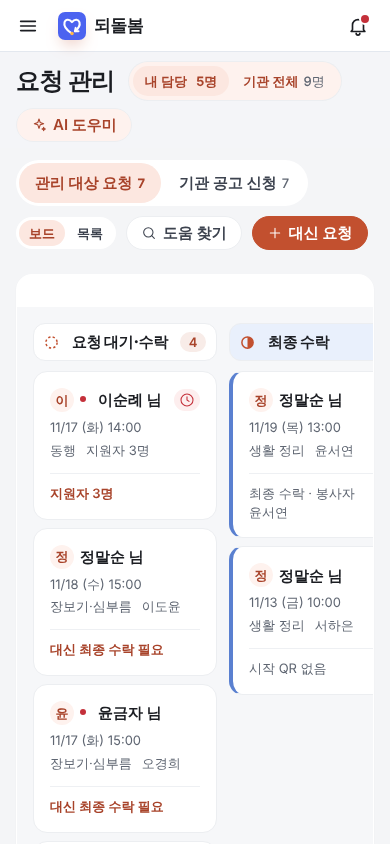 되돌봄
요청 관리
내 담당 5명 기관 전체 9명
AI 도우미
관리 대상 요청 7 기관 공고 신청 7
보드 목록 도움 찾기 대신 요청
요청 대기·수락 4
이 이순례 님
11/17 (화) 14:00
동행 지원자 3명
지원자 3명
정 정말순 님
11/18 (수) 15:00
장보기·심부름 이도윤
대신 최종 수락 필요
윤 윤금자 님
11/17 (화) 15:00
장보기·심부름 오경희
대신 최종 수락 필요
최종 수락
정 정말순 님
11/19 (목) 13:00
생활 정리 윤서연
최종 수락 · 봉사자
윤서연
정 정말순 님
11/13 (금) 10:00
생활 정리 서하은
시작 QR 없음